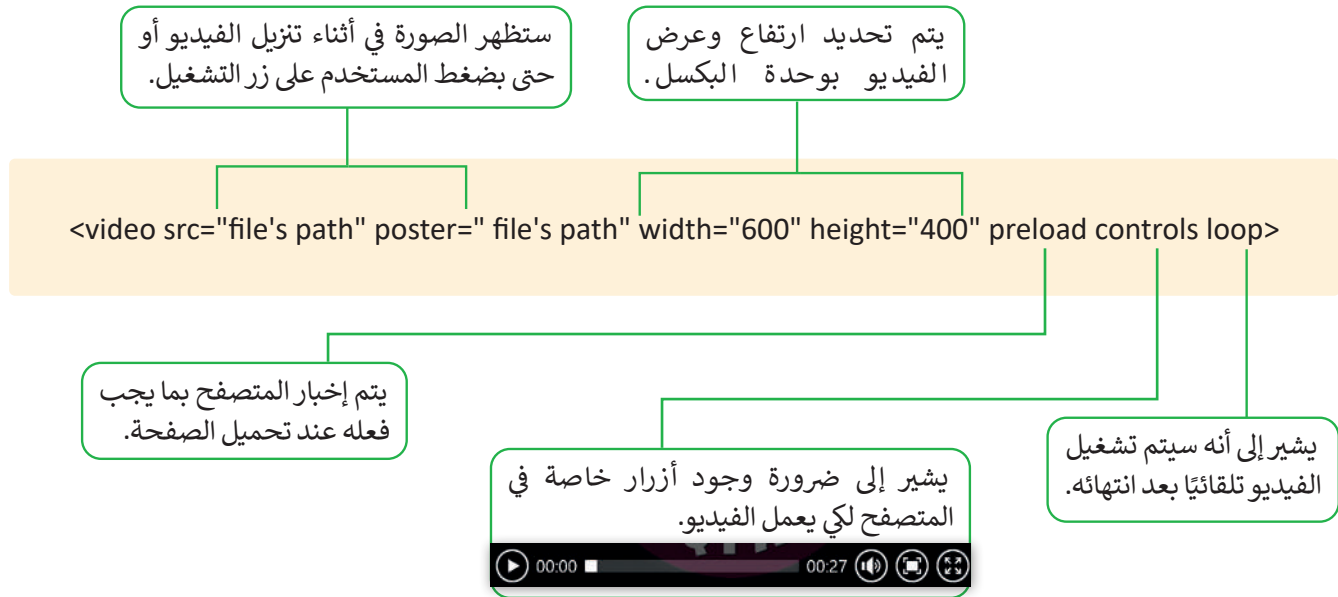 يتم تحديد ارتفاع وعرض
الفيديو بوحدة البكسل.
ستظهر الصورة في أثناء تنزيل الفيديو أو
حتى بضغط المستخدم على زر التشغيل.
<video src="file's path" poster=" file's path" width="600" height="400" preload controls loop>
يتم إخبار المتصفح بما يجب
فعله عند تحميل الصفحة.
يشير إلى أنه سيتم تشغيل
الفيديو تلقائيًا بعد انتهائه.
يشير إلى ضرورة وجود أزرار خاصة في
المتصفح لكي يعمل الفيديو.
00:00 00:27